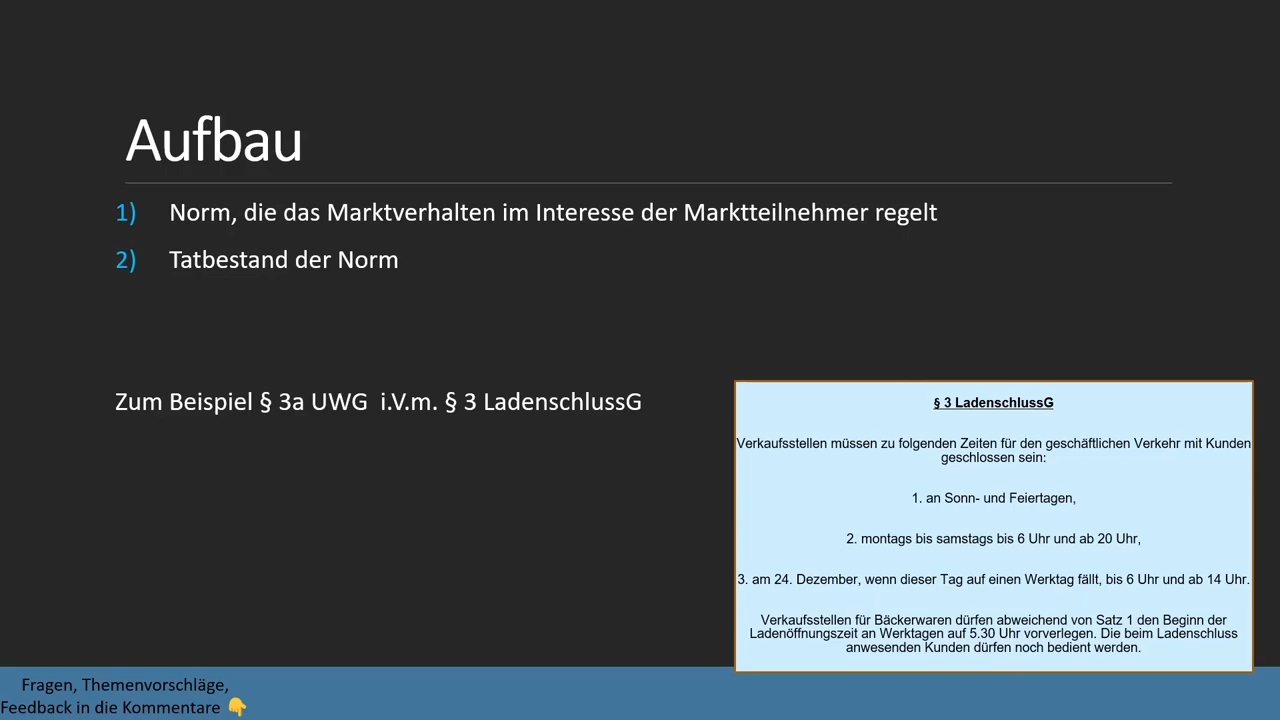 Aufbau
1) Norm, die das Marktverhalten im Interesse der Marktteilnehmer regelt
2) Tatbestand der Norm
Zum Beispiel § 3a UWG i.V.m. § 3 LadenschlussG
§ 3 LadenschlussG
Verkaufsstellen müssen zu folgenden Zeiten für den geschäftlichen Verkehr mit Kunden
geschlossen sein:
1. an Sonn- und Feiertagen,
2. montags bis samstags bis 6 Uhr und ab 20 Uhr,
3. am 24. Dezember, wenn dieser Tag auf einen Werktag fällt, bis 6 Uhr und ab 14 Uhr.
Verkaufsstellen für Bäckerwaren dürfen abweichend von Satz 1 den Beginn der
Ladenöffnungszeit an Werktagen auf 5.30 Uhr vorverlegen. Die beim Ladenschluss
anwesenden Kunden dürfen noch bedient werden.
Fragen, Themenvorschläge,
Feedback in die Kommentare 👇